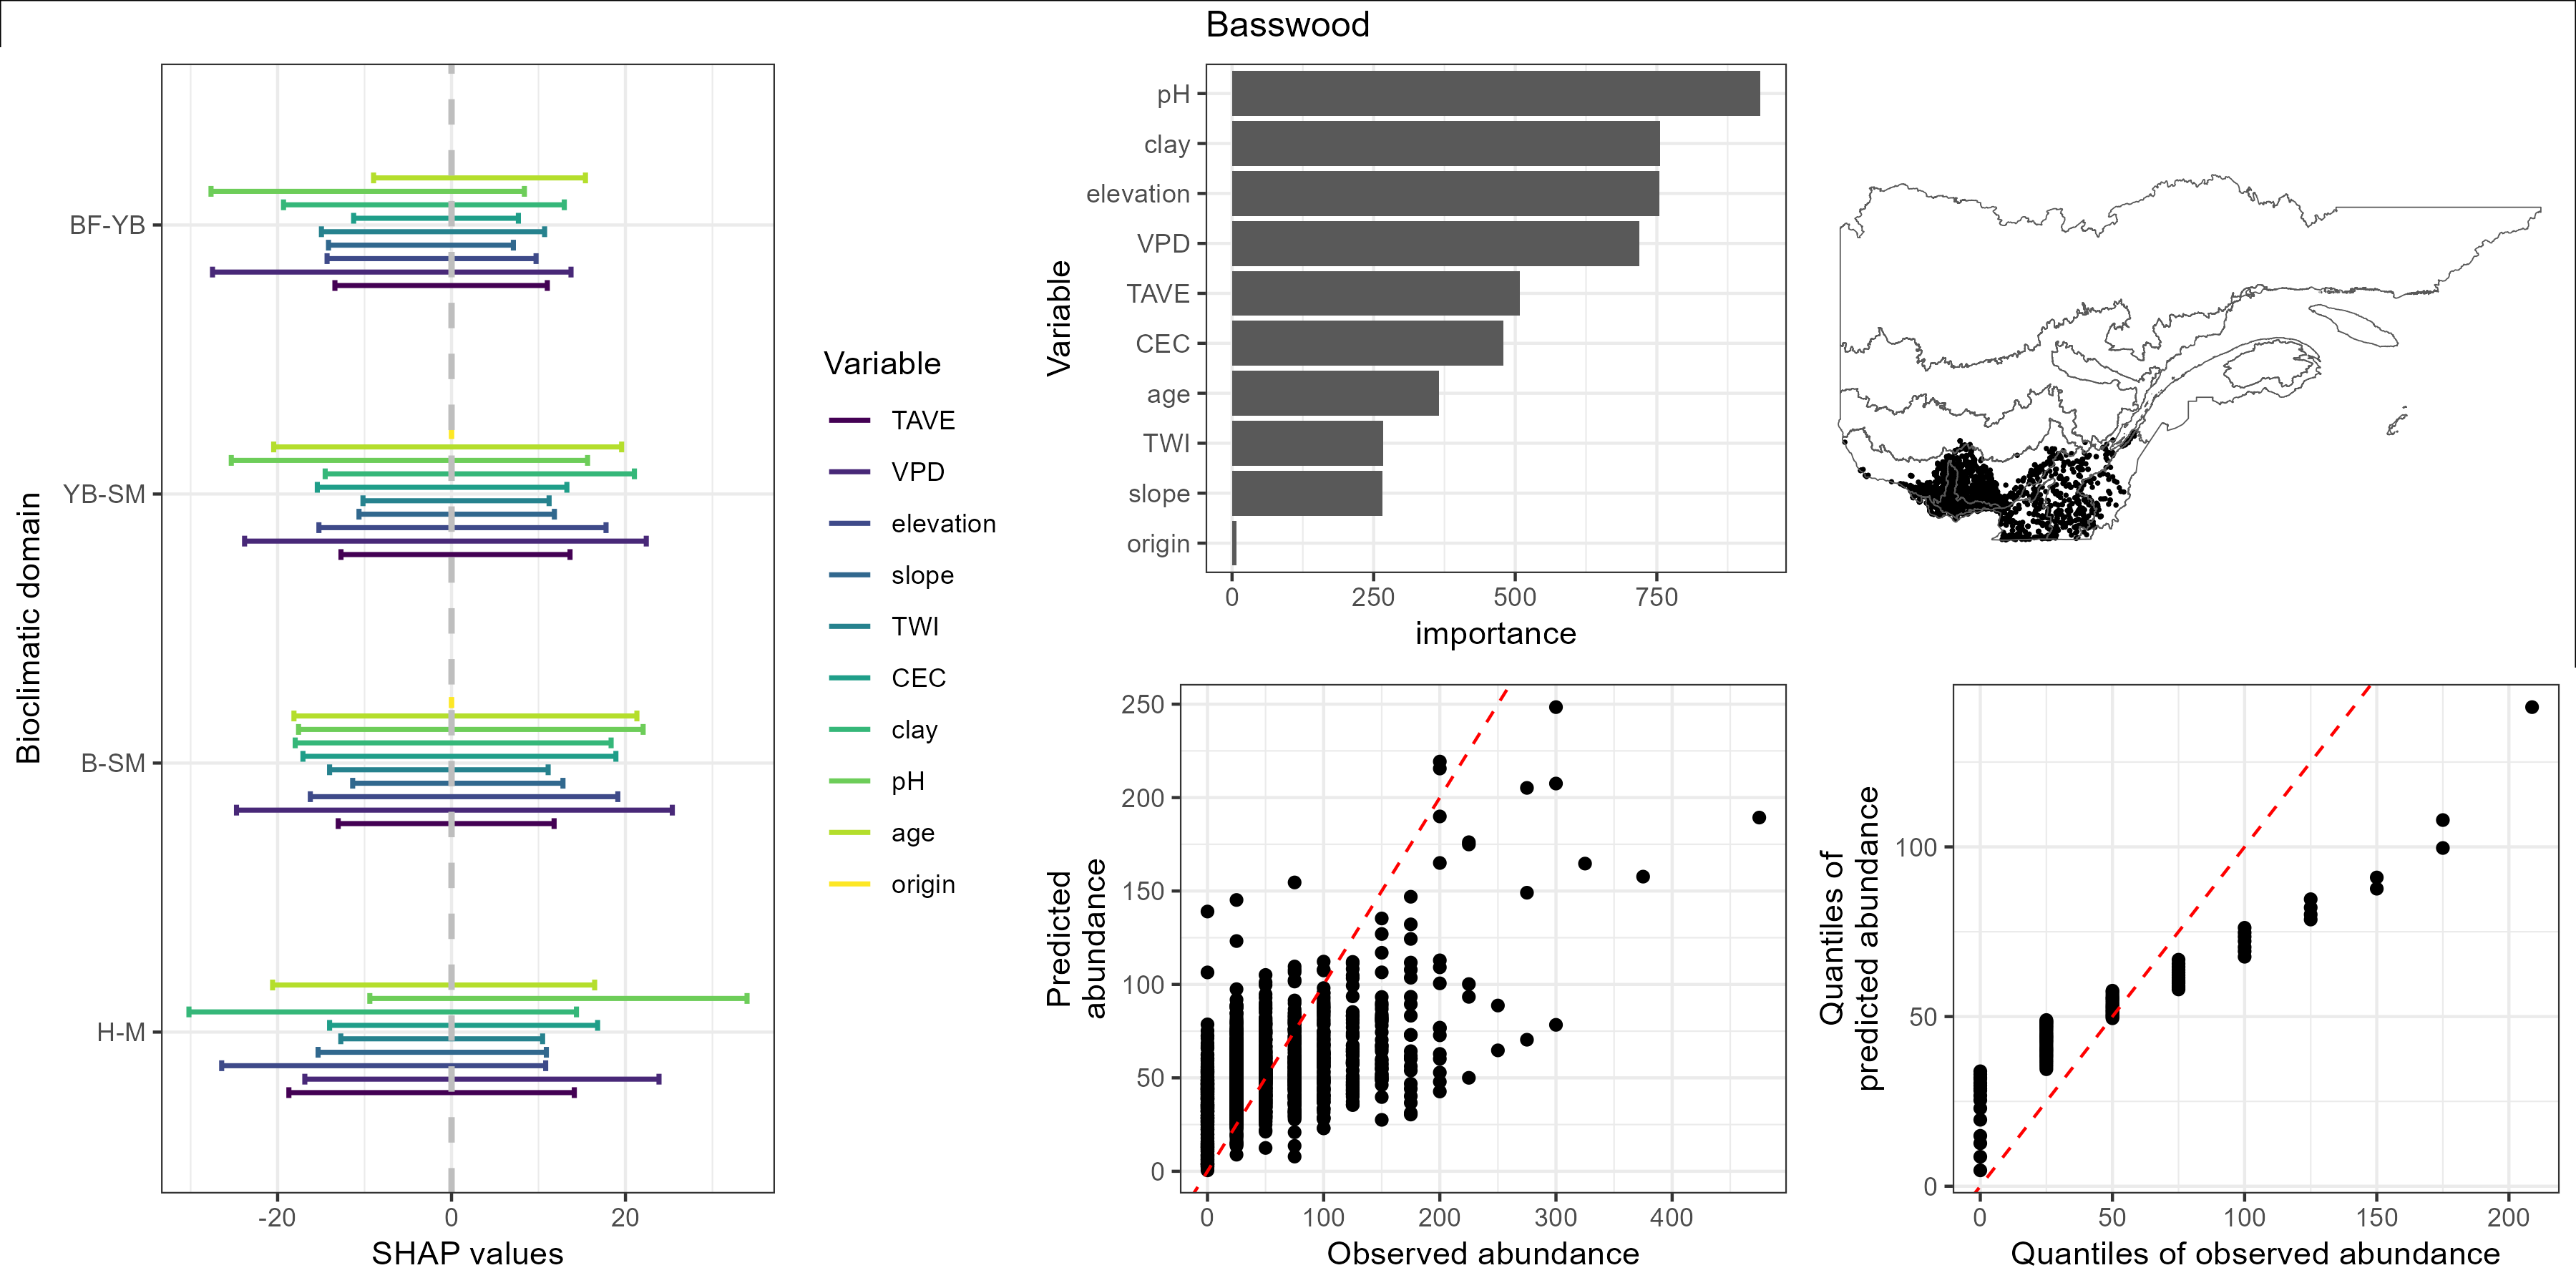 Basswood
Bioclimatic domain
BF-YB
YB-SM
B-SM
H-M
-20 0 20
SHAP values
Variable
TAVE
VPD
elevation
slope
TWI
CEC
clay
pH
age
origin
Variable
pH
clay
elevation
VPD
TAVE
CEC
age
TWI
slope
origin
0 250 500 750
importance
Predicted
abundance
250
200
150
100
50
0
0 100 200 300 400
Observed abundance
Quantiles of
predicted abundance
100
50
0
0 50 100 150 200
Quantiles of observed abundance